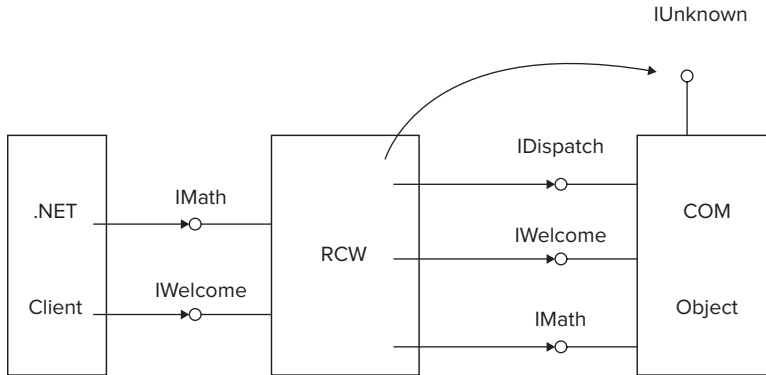 IUnknown
IDispatch
.NET
IMath
COM
IWelcome
RCW
IWelcome
Client
IMath
Object